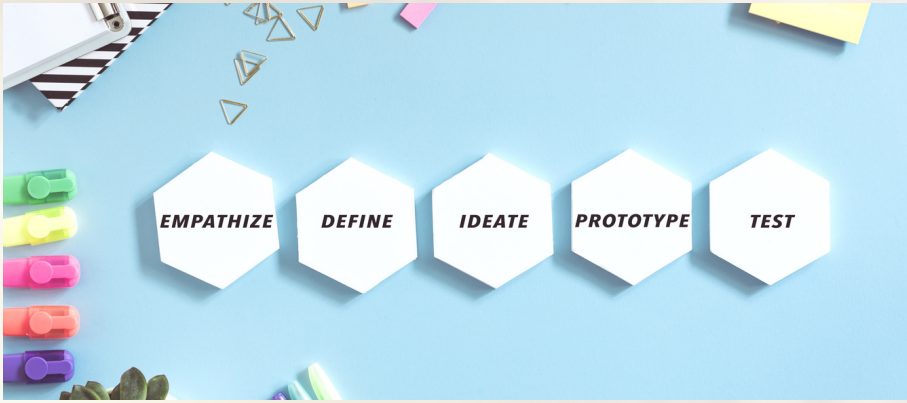 EMPATHIZE
DEFINE
IDEATE
PROTOTYPE
TEST